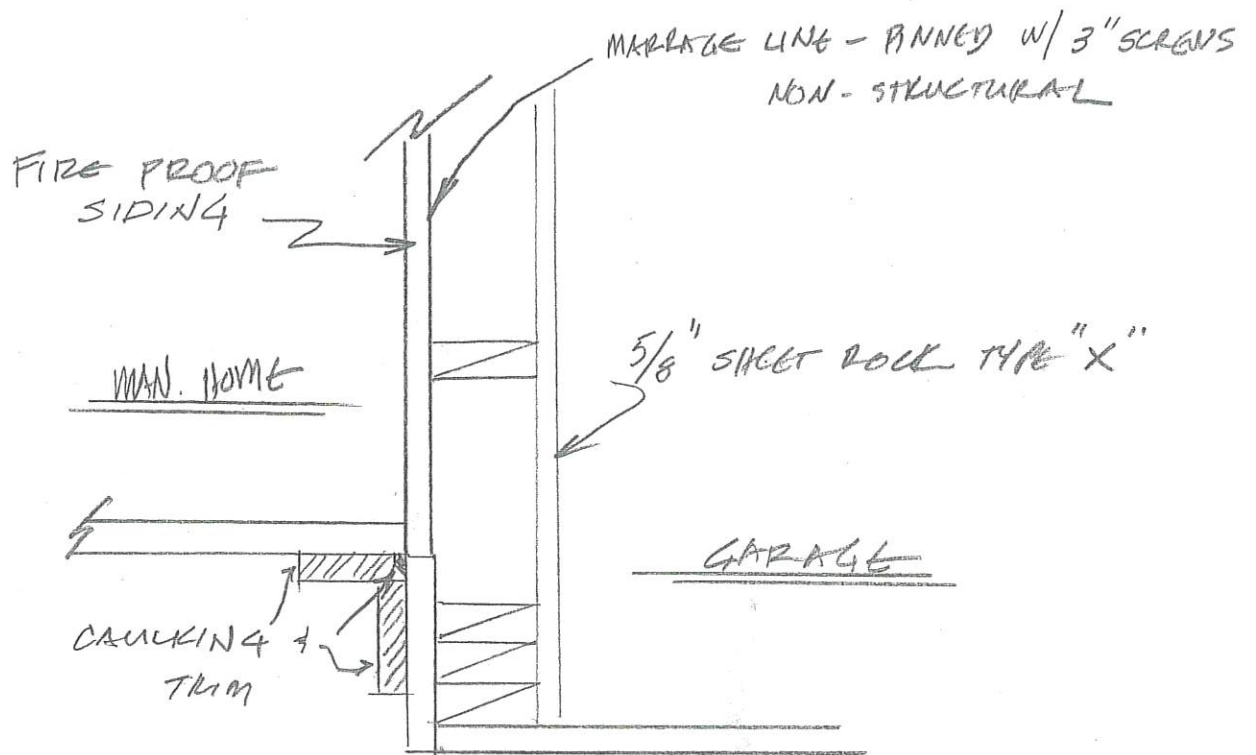 MARRAGE LINE - PINNED W/ 3" SCREWS
NON-STRUCTURAL
FIRE PROOF
SIDING
5/8" SHEET ROCK TYPE "X"
MAN. HOME
GARAGE
CAULKING &
TRIM